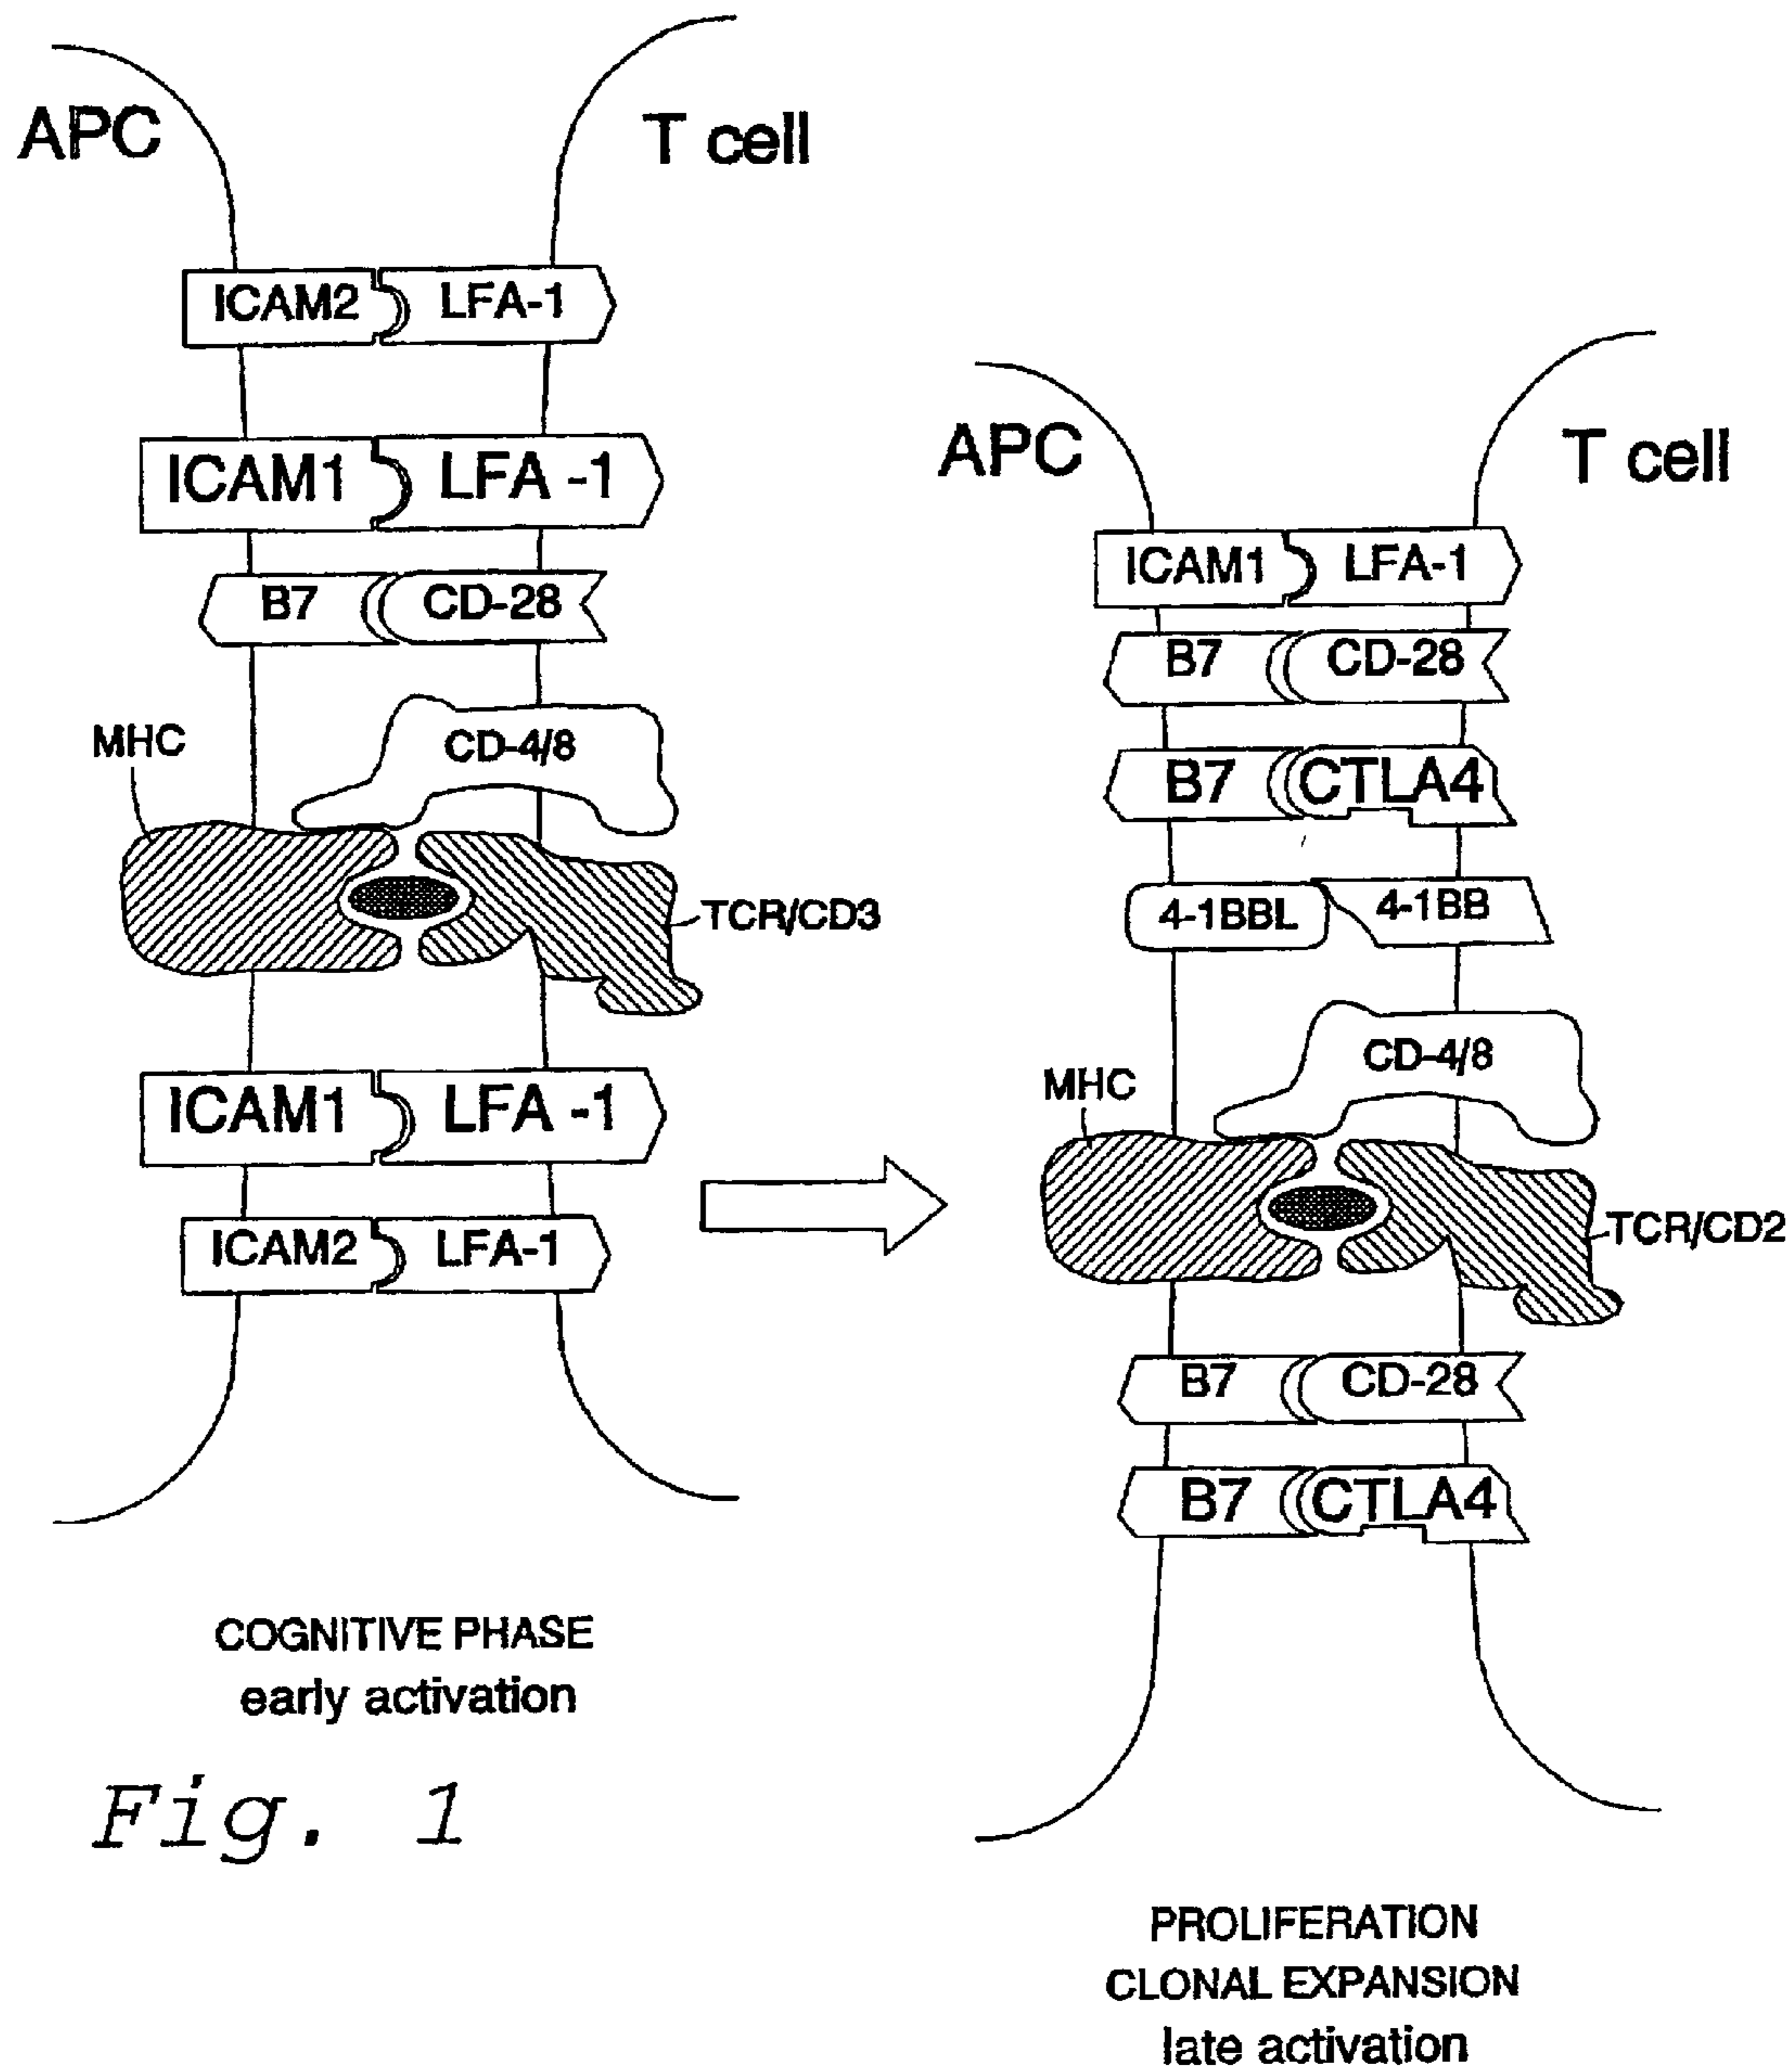 APC
T cell
ICAM2
LFA-1
ICAM1
LFA -1
B7
CD-28
MHC
CD-4/8
TCR/CD3
ICAM1
LFA -1
ICAM2
LFA-1
COGNITIVE PHASE
early activation
Fig. 1
APC
T cell
ICAM1
LFA-1
B7
CD-28
B7
CTLA4
4-1BBL
4-1BB
CD-4/8
MHC
TCR/CD2
B7
CD-28
B7
CTLA4
PROLIFERATION
CLONAL EXPANSION
late activation